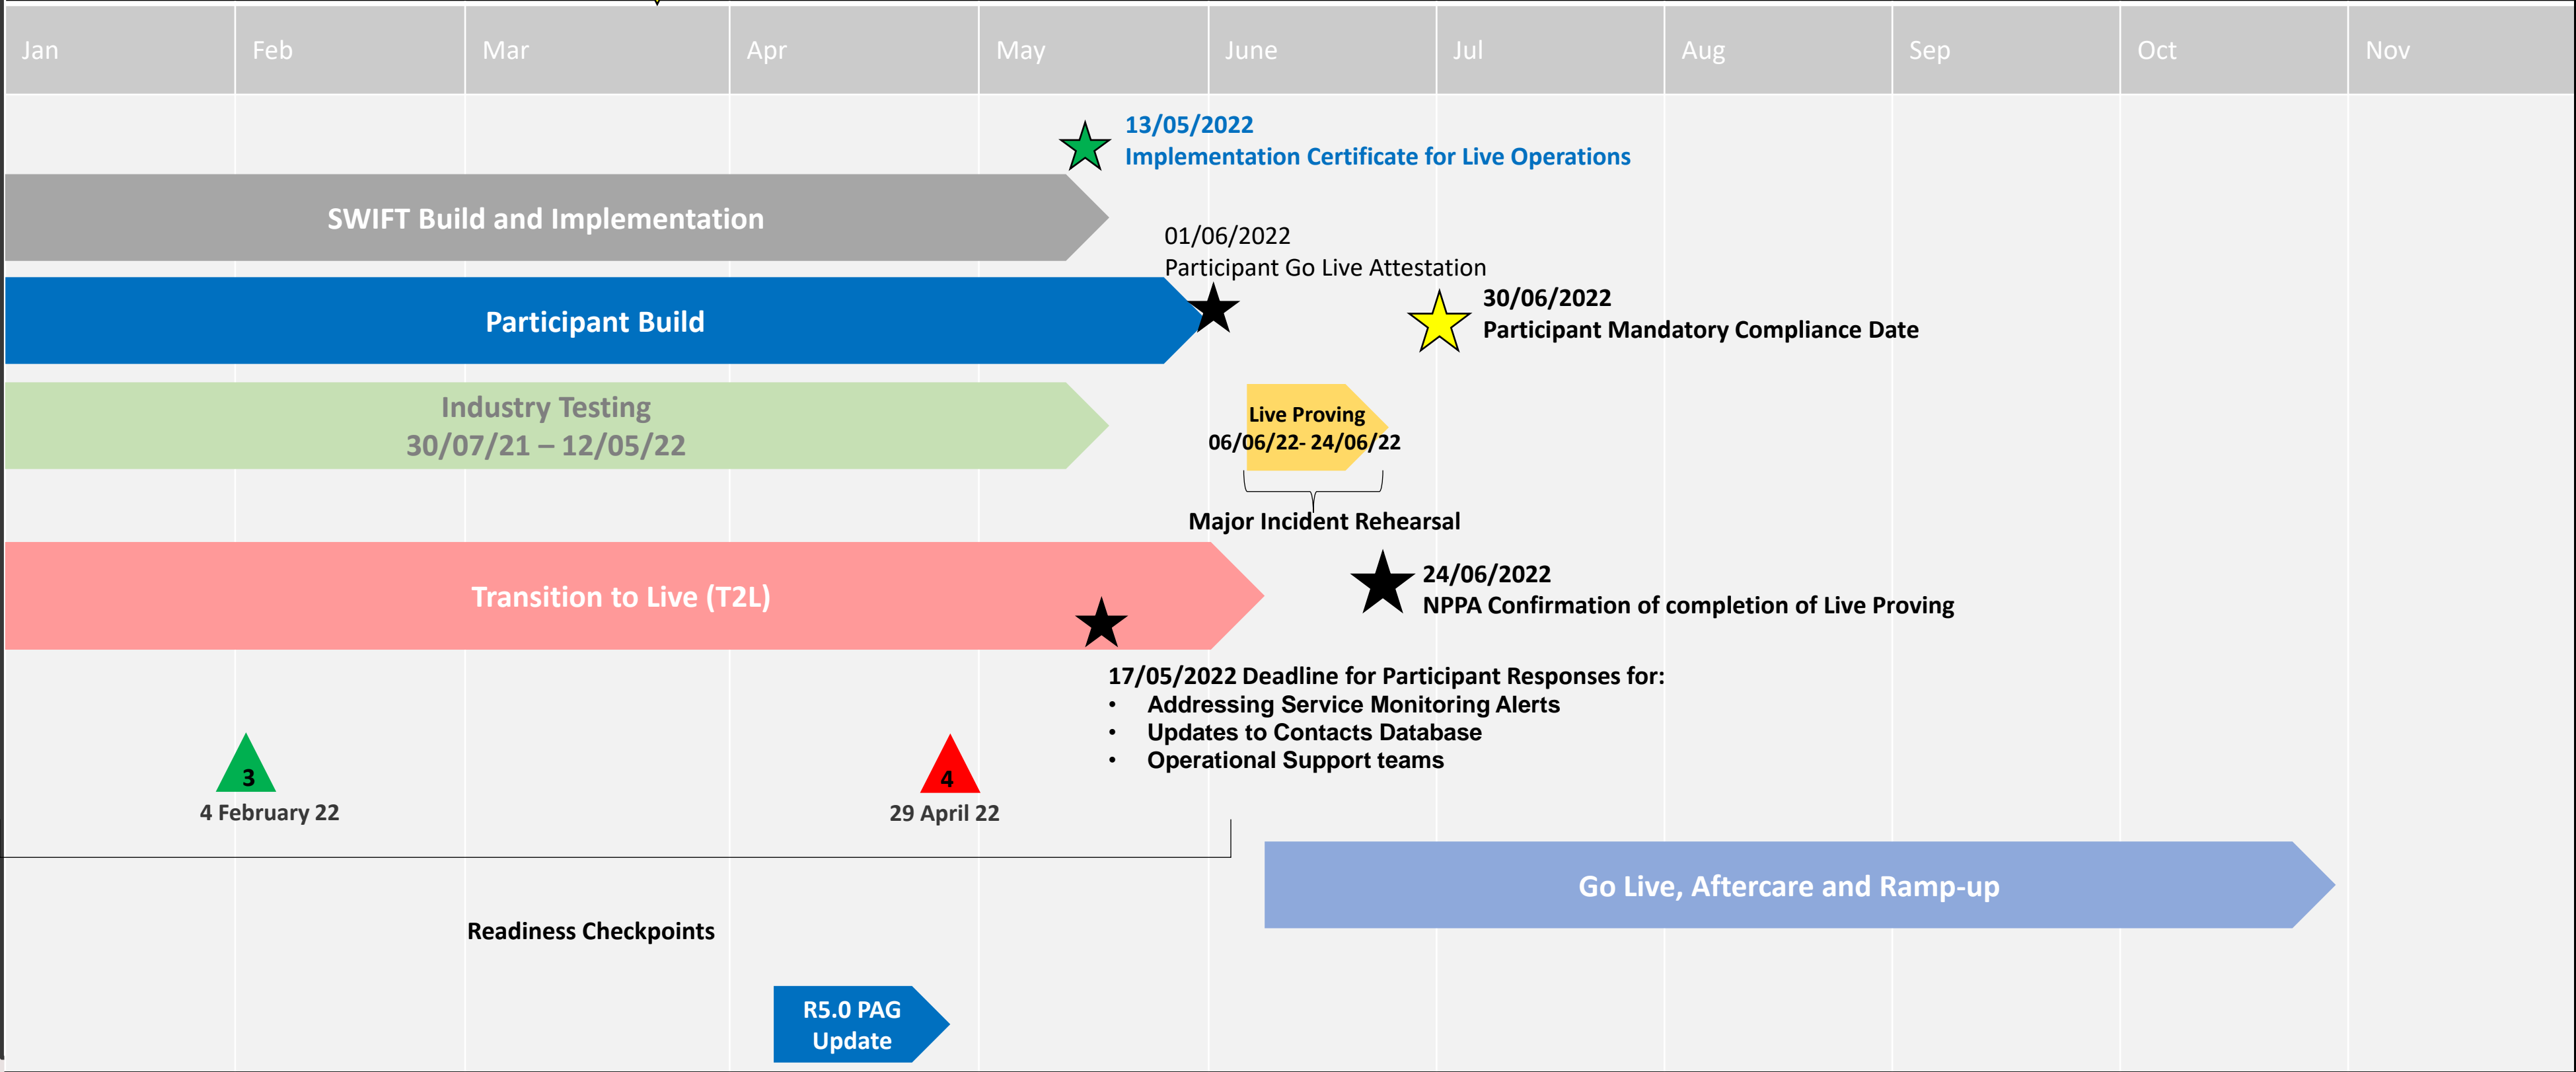 Jan Feb Mar Apr May June Jul Aug Sep Oct Nov
13/05/2022
Implementation Certificate for Live Operations
SWIFT Build and Implementation
01/06/2022
Participant Go Live Attestation
Participant Build
30/06/2022
Participant Mandatory Compliance Date
Industry Testing
30/07/21 – 12/05/22
Live Proving
06/06/22- 24/06/22
Major Incident Rehearsal
Transition to Live (T2L)
24/06/2022
NPPA Confirmation of completion of Live Proving
17/05/2022 Deadline for Participant Responses for:
• Addressing Service Monitoring Alerts
• Updates to Contacts Database
• Operational Support teams
3
4 February 22
4
29 April 22
Go Live, Aftercare and Ramp-up
Readiness Checkpoints
R5.0 PAG
Update